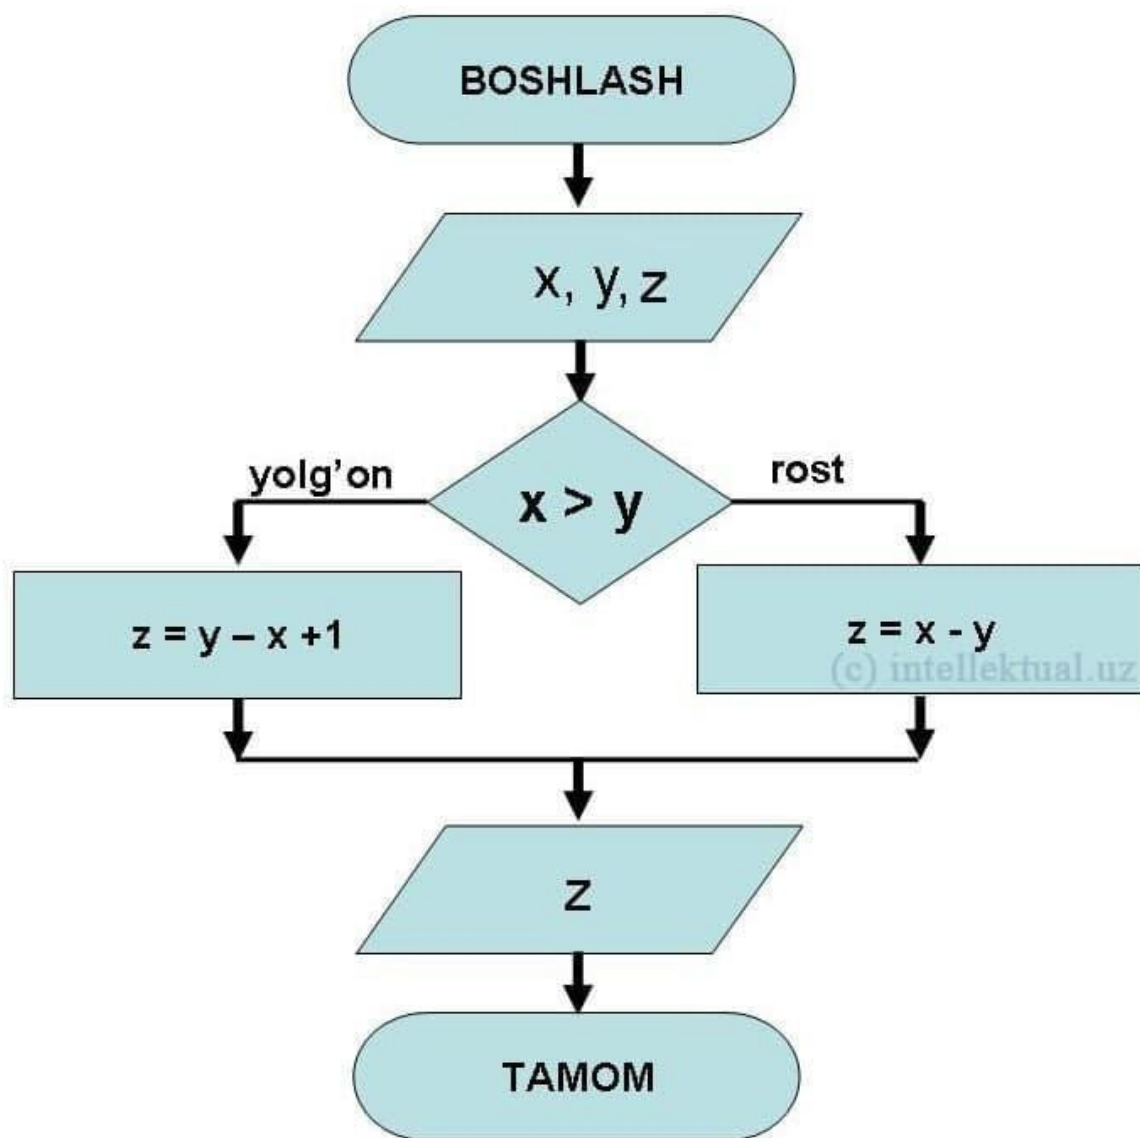 BOSHLASH
x, y, z
yolg’on
rost
x > y
z = y – x +1
z = x - y
(c) intellektual.uz
z
TAMOM